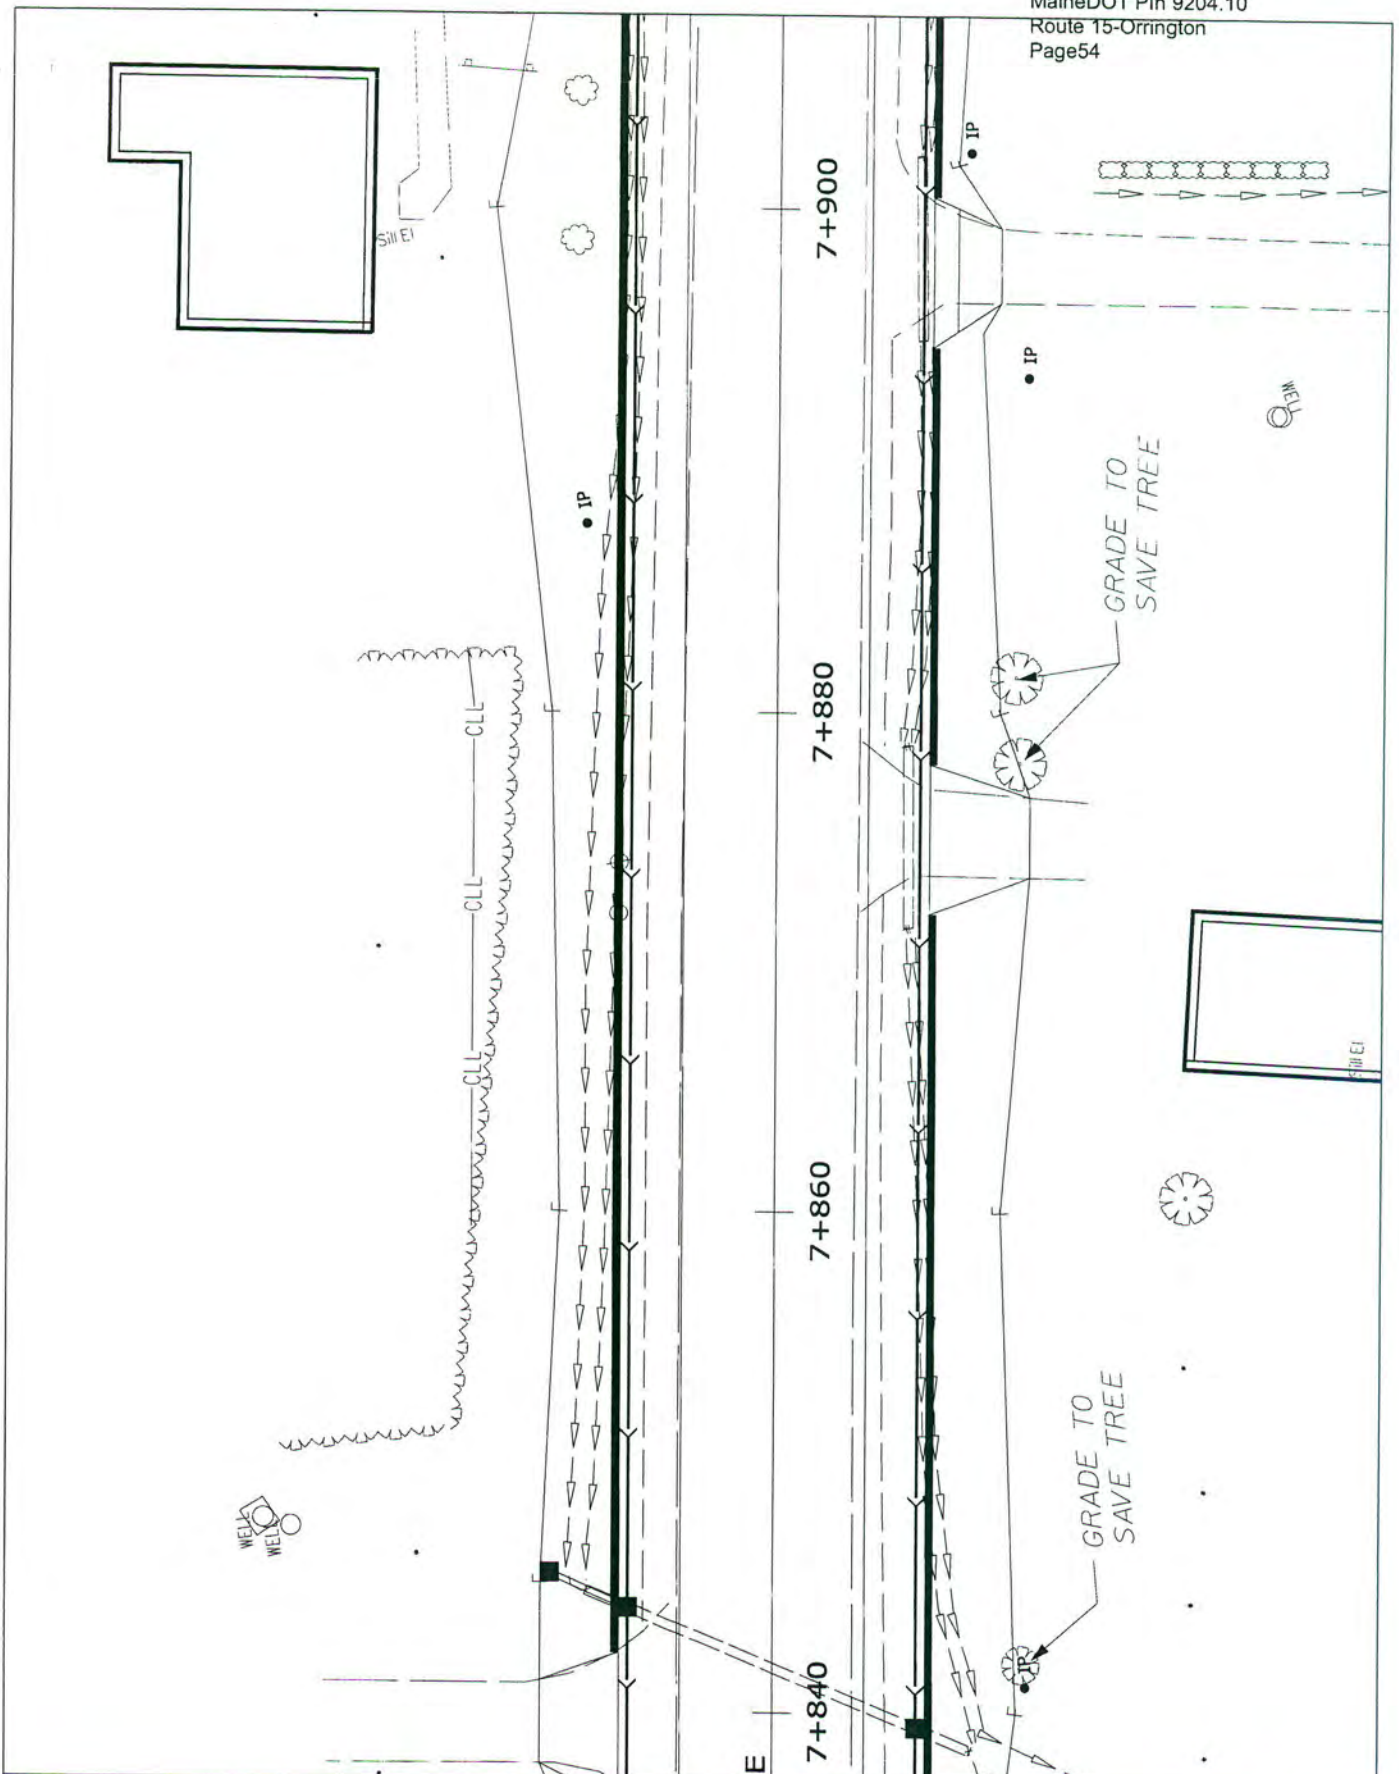 MaineDOT Pin 9204.10
Route 15-Orrington
Page54
IP
7+900
Sill El
IP
WELL
IP
GRADE TO
SAVE TREE
7+880
CLL
CLL
CLL
Sill El
7+860
GRADE TO
SAVE TREE
WELL
WELL
IP
7+840
E